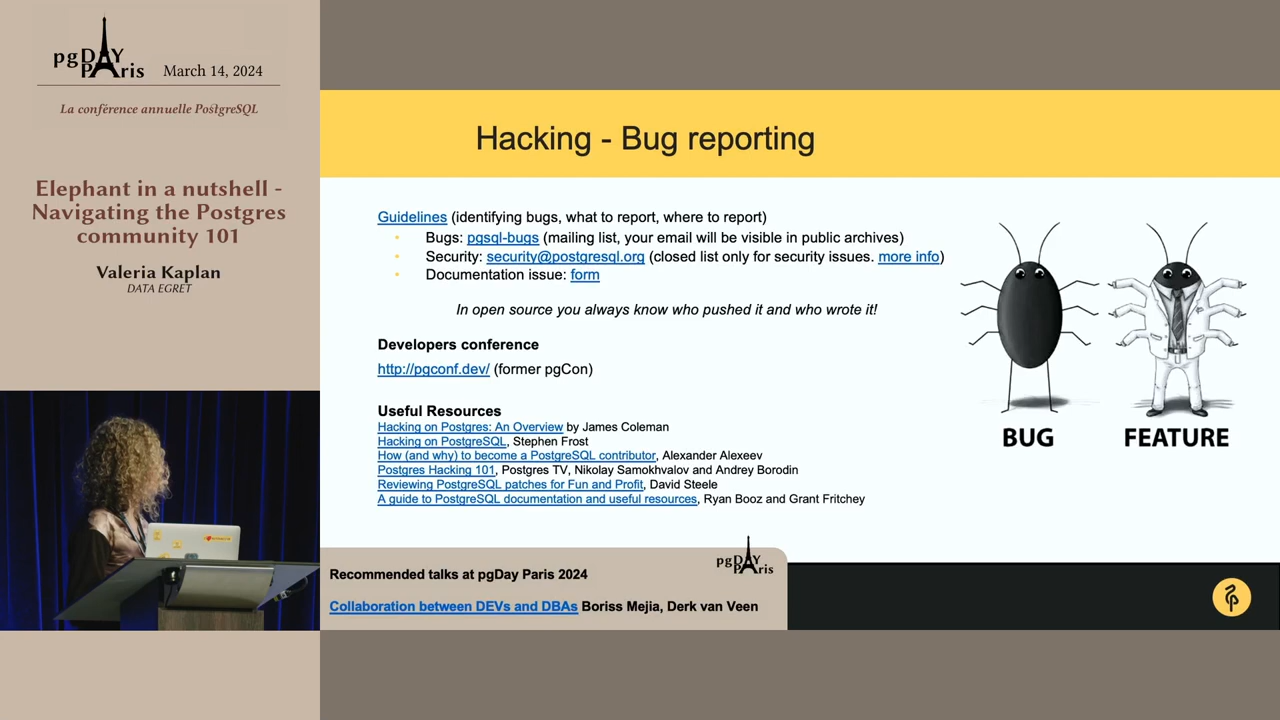 pgDAY
PAris
March 14, 2024
La conférence annuelle PostgreSQL
Elephant in a nutshell -
Navigating the Postgres
community 101
Valeria Kaplan
DATA EGRET
Hacking - Bug reporting
Guidelines (identifying bugs, what to report, where to report)
• Bugs: pgsql-bugs (mailing list, your email will be visible in public archives)
• Security: security@postgresql.org (closed list only for security issues. more info)
• Documentation issue: form
In open source you always know who pushed it and who wrote it!
Developers conference
http://pgconf.dev/ (former pgCon)
Useful Resources
Hacking on Postgres: An Overview by James Coleman
Hacking on PostgreSQL, Stephen Frost
How (and why) to become a PostgreSQL contributor, Alexander Alexeev
Postgres Hacking 101, Postgres TV, Nikolay Samokhvalov and Andrey Borodin
Reviewing PostgreSQL patches for Fun and Profit, David Steele
A guide to PostgreSQL documentation and useful resources, Ryan Booz and Grant Fritchey
BUG
FEATURE
pgDAY
PAris
Recommended talks at pgDay Paris 2024
Collaboration between DEVs and DBAs Boriss Mejia, Derk van Veen